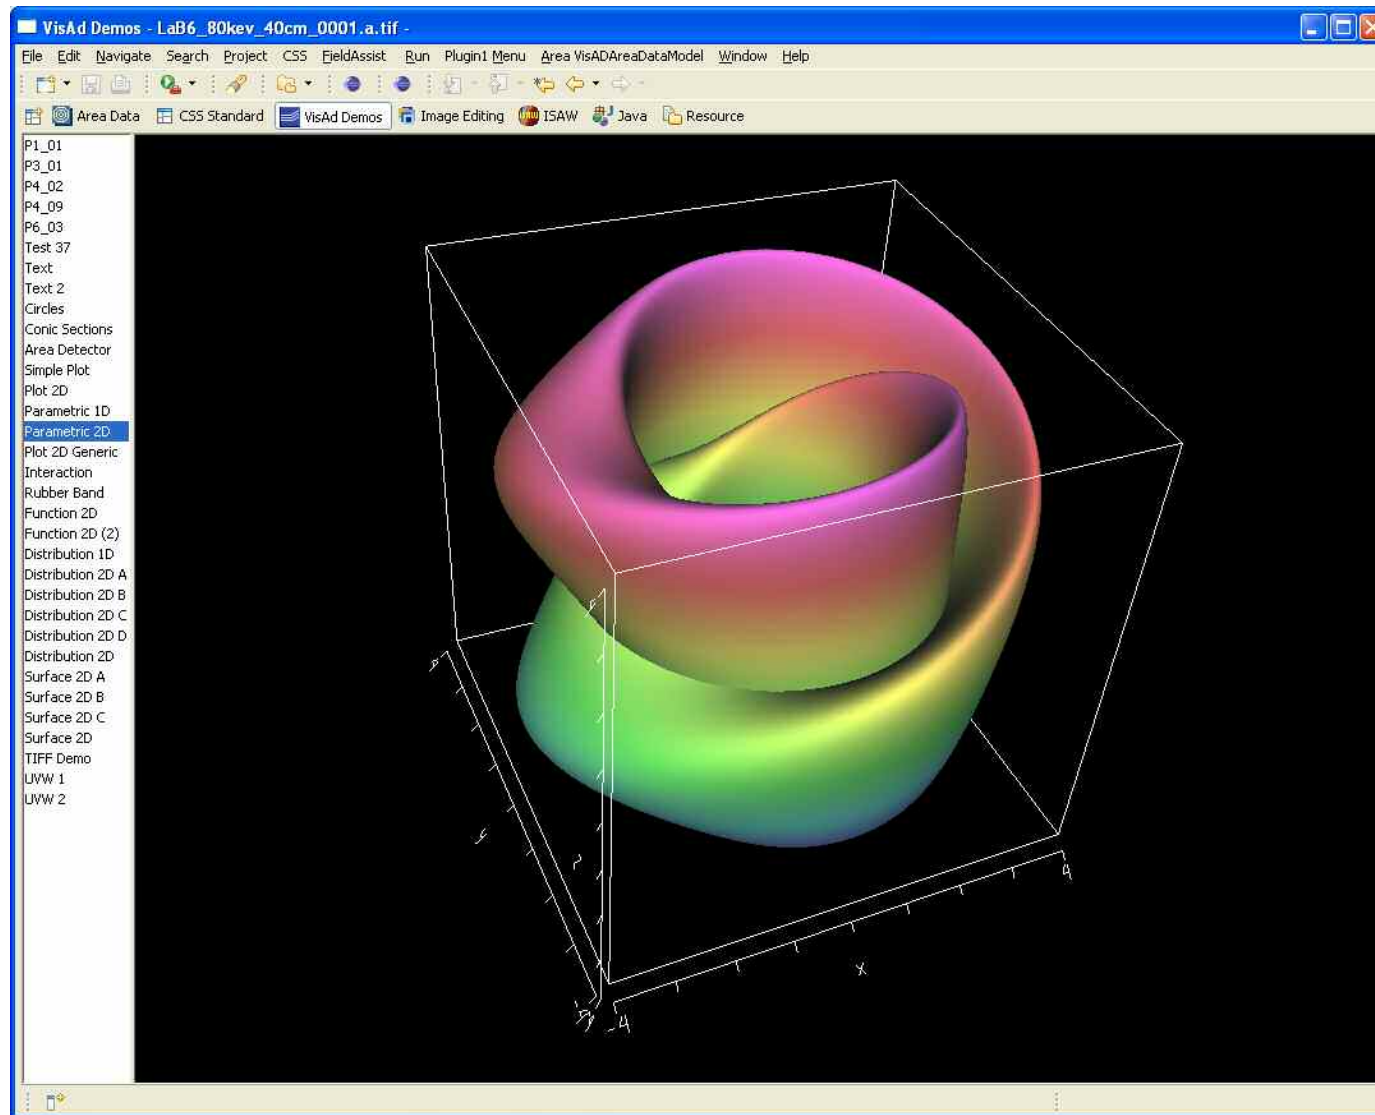 VisAd Demos - LaB6_80kev_40cm_0001.a.tif -
File Edit Navigate Search Project CSS FieldAssist Run Plugin1 Menu Area VisADAreaDataModel Window Help
Area Data CSS Standard VisAd Demos Image Editing ISAW Java Resource
P1_01
P3_01
P4_02
P4_09
P6_03
Test 37
Text
Text 2
Circles
Conic Sections
Area Detector
Simple Plot
Plot 2D
Parametric 1D
Parametric 2D
Plot 2D Generic
Interaction
Rubber Band
Function 2D
Function 2D (2)
Distribution 1D
Distribution 2D A
Distribution 2D B
Distribution 2D C
Distribution 2D D
Distribution 2D
Surface 2D A
Surface 2D B
Surface 2D C
Surface 2D
TIFF Demo
UVW 1
UVW 2
4
x
-4